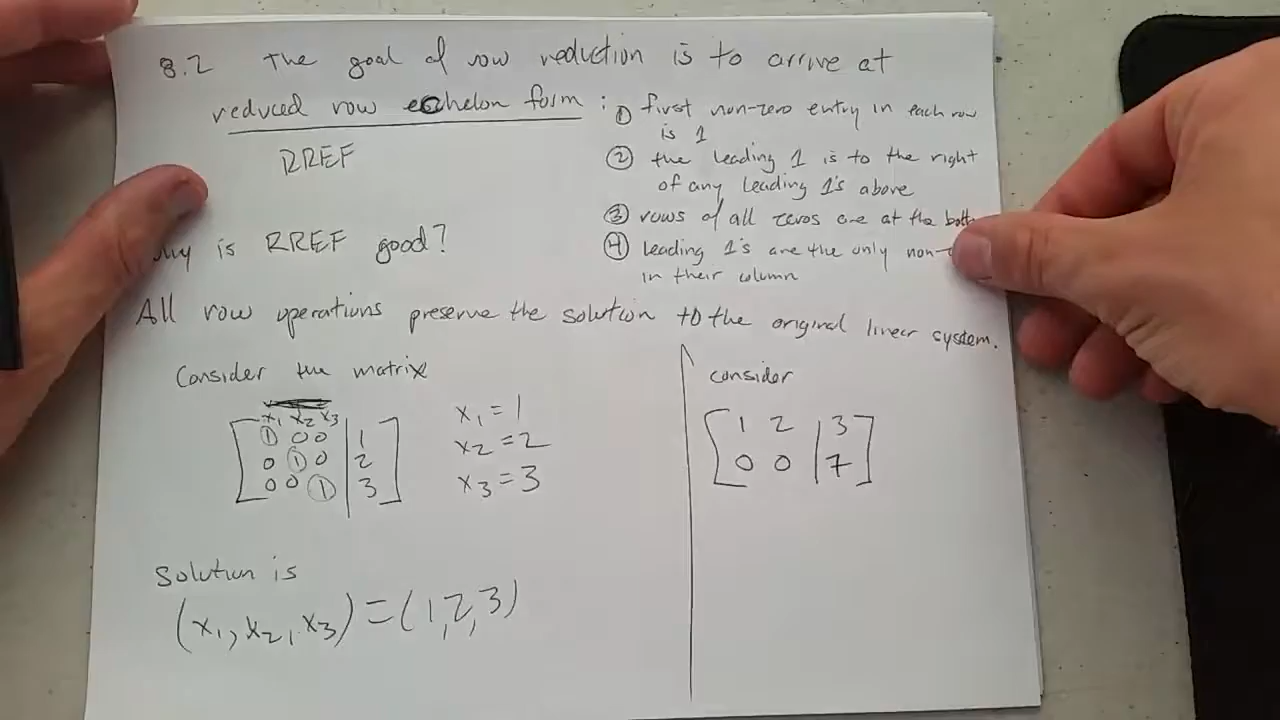 8.2 The goal of row reduction is to arrive at
reduced row echelon form :
RREF
① first non-zero entry in each row
is 1
② the leading 1 is to the right
of any leading 1's above
③ rows of all zeros are at the
④ leading 1's are the only non-
in their column
is RREF good?
All row operations preserve the solution to the original linear system.
Consider the matrix
x₁ x₂ x₃
1 0 0 | 1
0 1 0 | 2
0 0 1 | 3
x₁ = 1
x₂ = 2
x₃ = 3
Solution is
(x₁, x₂, x₃) = (1, 2, 3)
consider
1 2 | 3
0 0 | 7